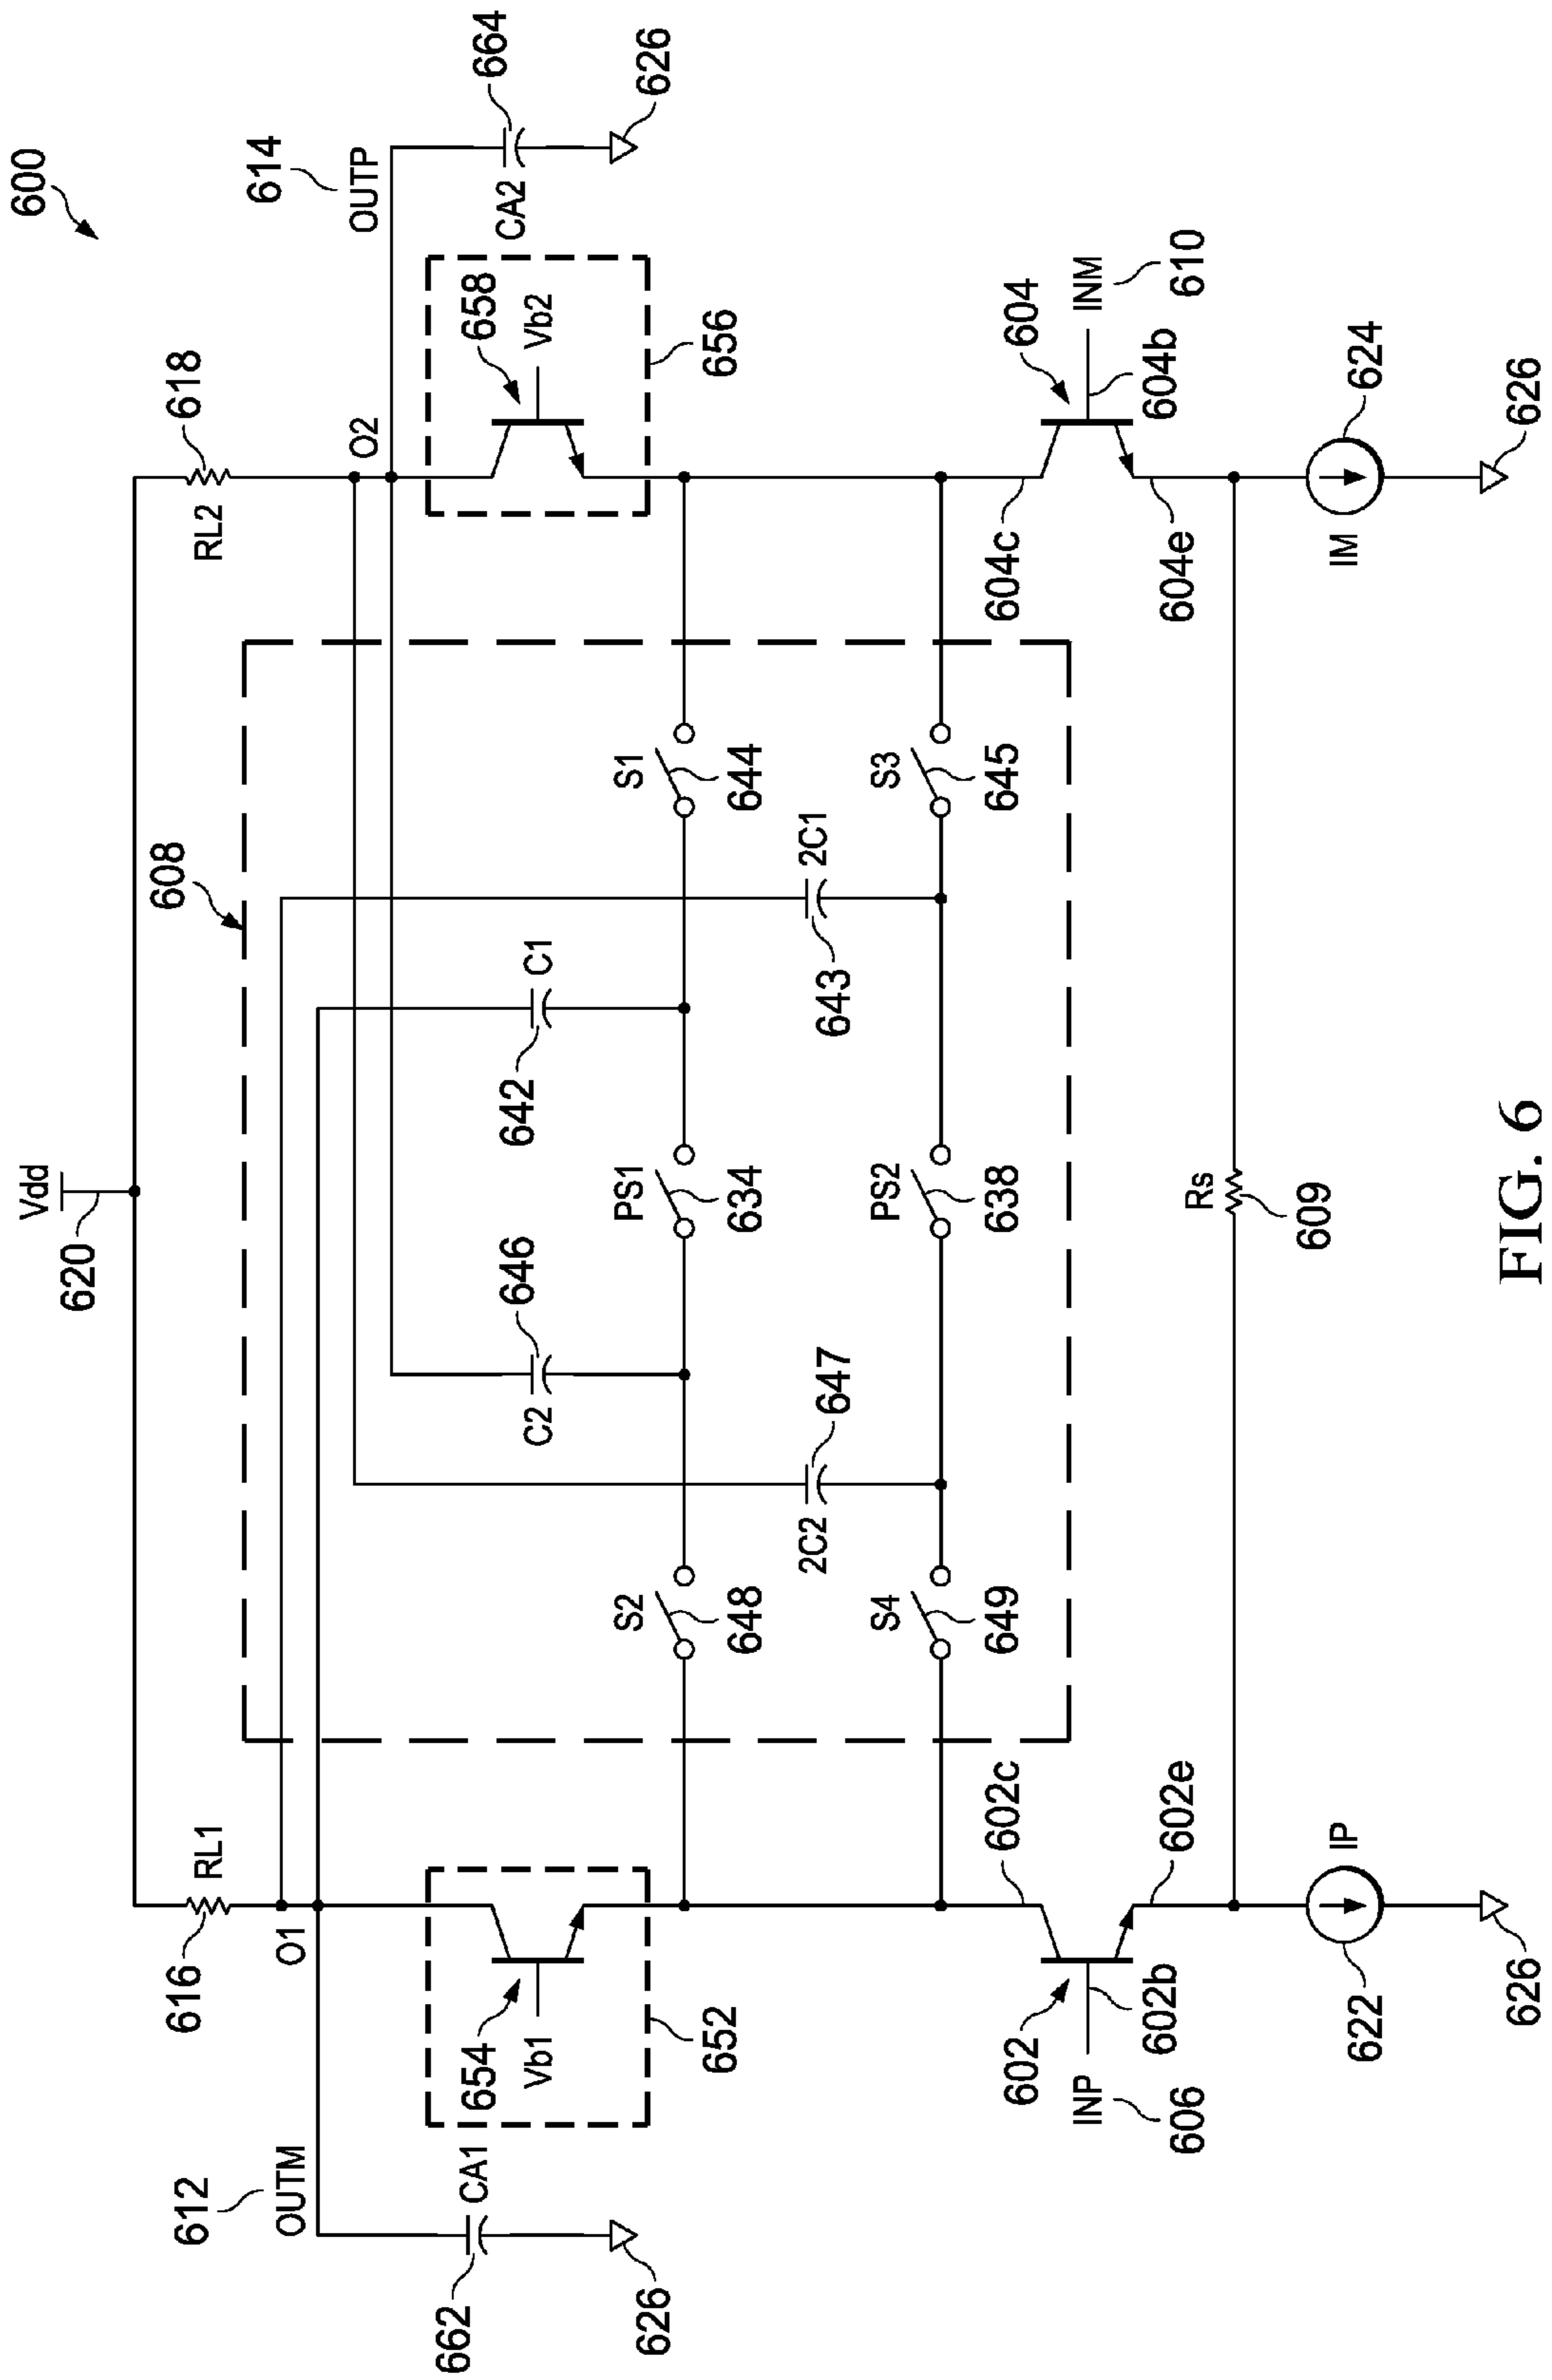 600
Vdd
620
616
RL1
RL2
618
612
OUTM
O1
O2
614
OUTP
608
662
CA1
626
654
Vb1
652
658
Vb2
656
CA2
664
626
C2
646
642
C1
S2
648
PS1
634
S1
644
2C2
647
643
2C1
S4
649
PS2
638
S3
645
602
INP
606
602b
602c
602e
604c
604e
604
604b
INM
610
Rs
609
622
IP
626
IM
624
626
FIG. 6